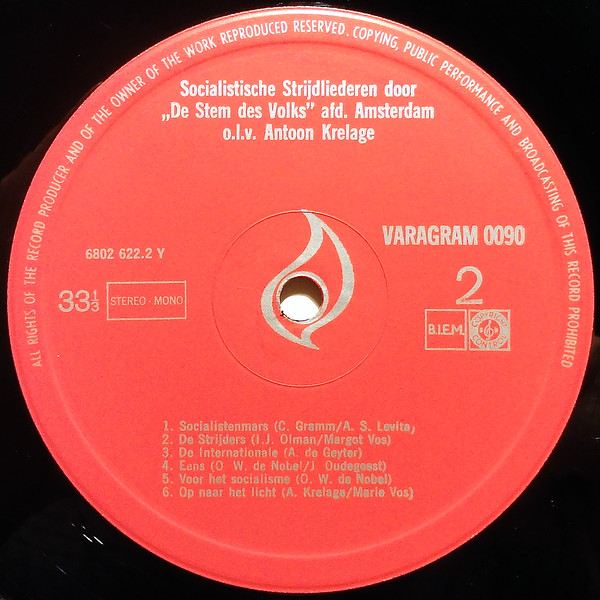 ALL RIGHTS OF THE RECORD PRODUCER AND OF THE OWNER OF THE WORK REPRODUCED RESERVED. COPYING, PUBLIC PERFORMANCE AND BROADCASTING OF THIS RECORD PROHIBITED
Socialistische Strijdliederen door
„De Stem des Volks” afd. Amsterdam
o.l.v. Antoon Krelage
VARAGRAM 0090
6802 622.2 Y
2
33⅓
STEREO - MONO
B.I.E.M.
COPYRIGHT CONTROL
1. Socialistenmars (C. Gramm/A. S. Levita)
2. De Strijders (I.J. Olman/Margot Vos)
3. De Internationale (A. de Geyter)
4. Eens (O. W. de Nobel/J. Oudegeest)
5. Voor het socialisme (O. W. de Nobel)
6. Op naar het licht (A. Krelage/Marie Vos)